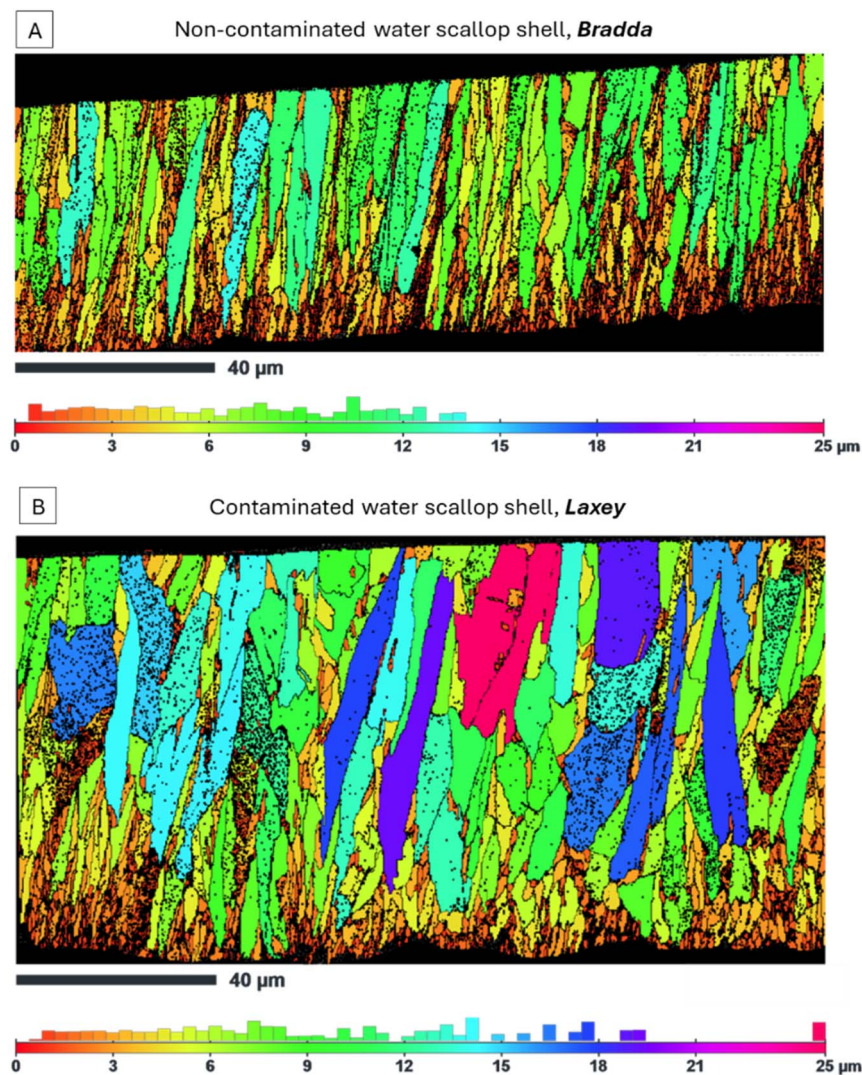 A
Non-contaminated water scallop shell, Bradda
40 µm
0 3 6 9 12 15 18 21 25 µm
B
Contaminated water scallop shell, Laxey
40 µm
0 3 6 9 12 15 18 21 25 µm